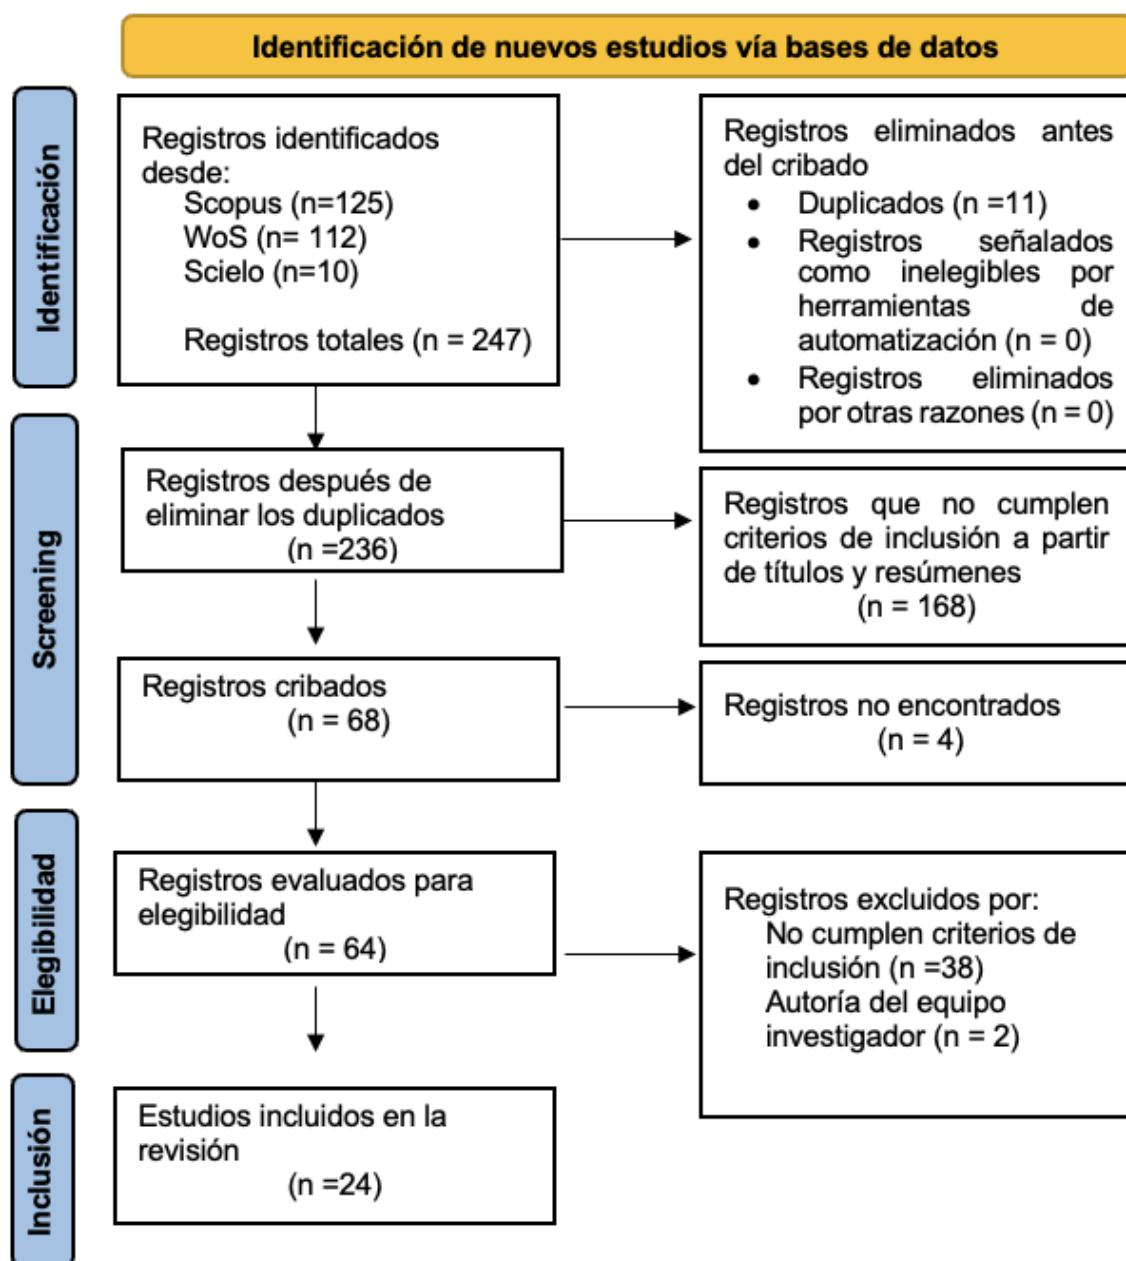 Identificación de nuevos estudios vía bases de datos
Identificación
Registros identificados
desde:
Scopus (n=125)
WoS (n= 112)
Scielo (n=10)
Registros totales (n = 247)
Registros eliminados antes
del cribado
• Duplicados (n =11)
• Registros señalados
como inelegibles por
herramientas de
automatización (n = 0)
• Registros eliminados
por otras razones (n = 0)
Screening
Registros después de
eliminar los duplicados
(n =236)
Registros que no cumplen
criterios de inclusión a partir
de títulos y resúmenes
(n = 168)
Registros cribados
(n = 68)
Registros no encontrados
(n = 4)
Elegibilidad
Registros evaluados para
elegibilidad
(n = 64)
Registros excluidos por:
No cumplen criterios de
inclusión (n =38)
Autoría del equipo
investigador (n = 2)
Inclusión
Estudios incluidos en la
revisión
(n =24)